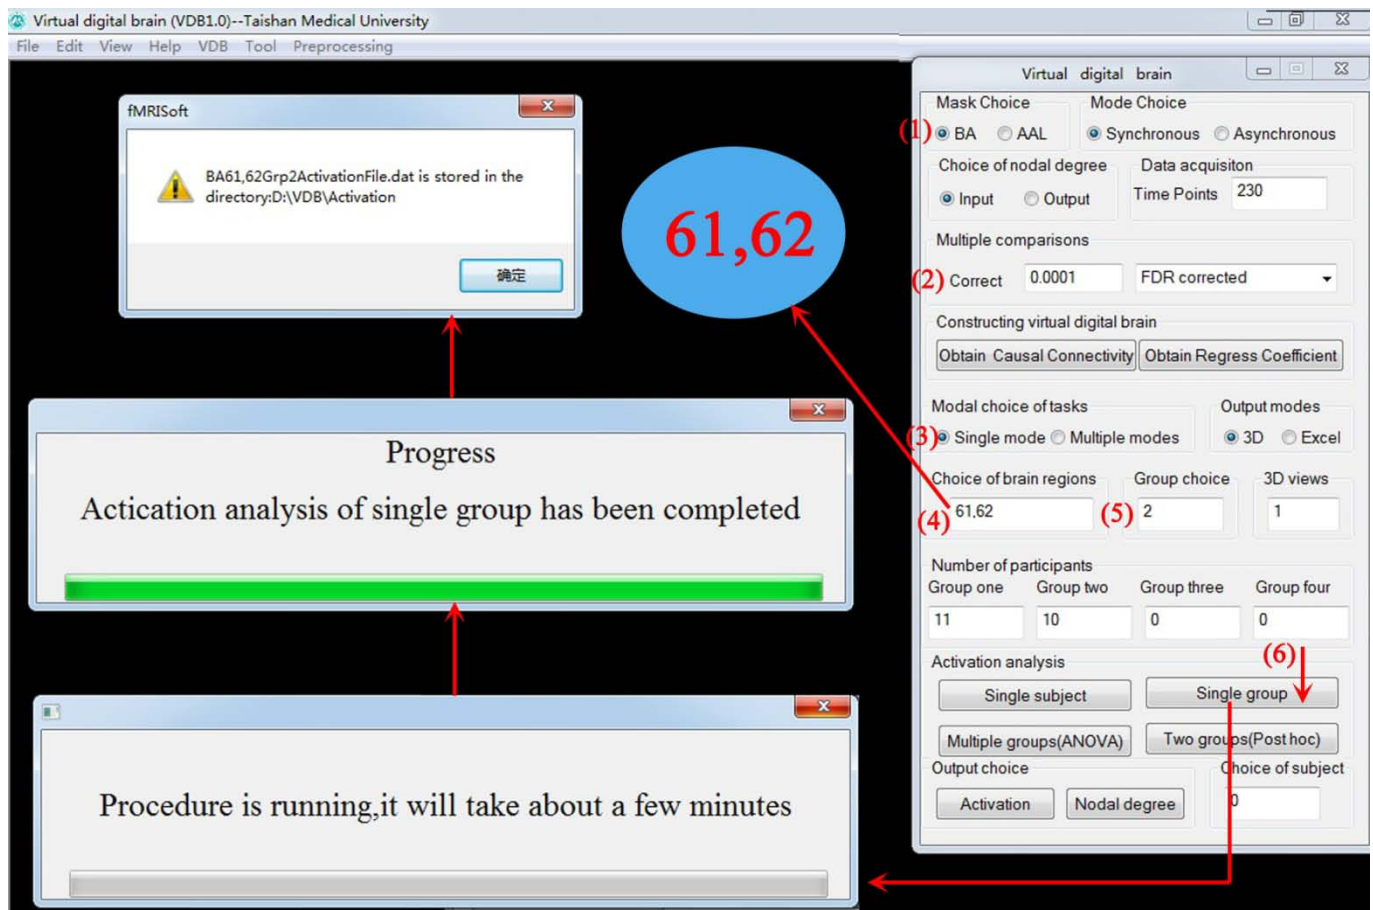 Virtual digital brain (VDB1.0)--Taishan Medical University
File Edit View Help VDB Tool Preprocessing
fMRISoft
BA61,62Grp2ActivationFile.dat is stored in the
directory:D:\VDB\Activation
确定
61,62
Progress
Actication analysis of single group has been completed
Procedure is running,it will take about a few minutes
Virtual digital brain
Mask Choice Mode Choice
(1) BA AAL Synchronous Asynchronous
Choice of nodal degree Data acquisiton
Input Output Time Points 230
Multiple comparisons
(2) Correct 0.0001 FDR corrected
Constructing virtual digital brain
Obtain Causal Connectivity Obtain Regress Coefficient
Modal choice of tasks Output modes
(3) Single mode Multiple modes 3D Excel
Choice of brain regions Group choice 3D views
(4) 61,62 (5) 2 1
Number of participants
Group one Group two Group three Group four
11 10 0 0
(6)
Activation analysis
Single subject Single group
Multiple groups(ANOVA) Two groups(Post hoc)
Output choice Choice of subject
Activation Nodal degree 0